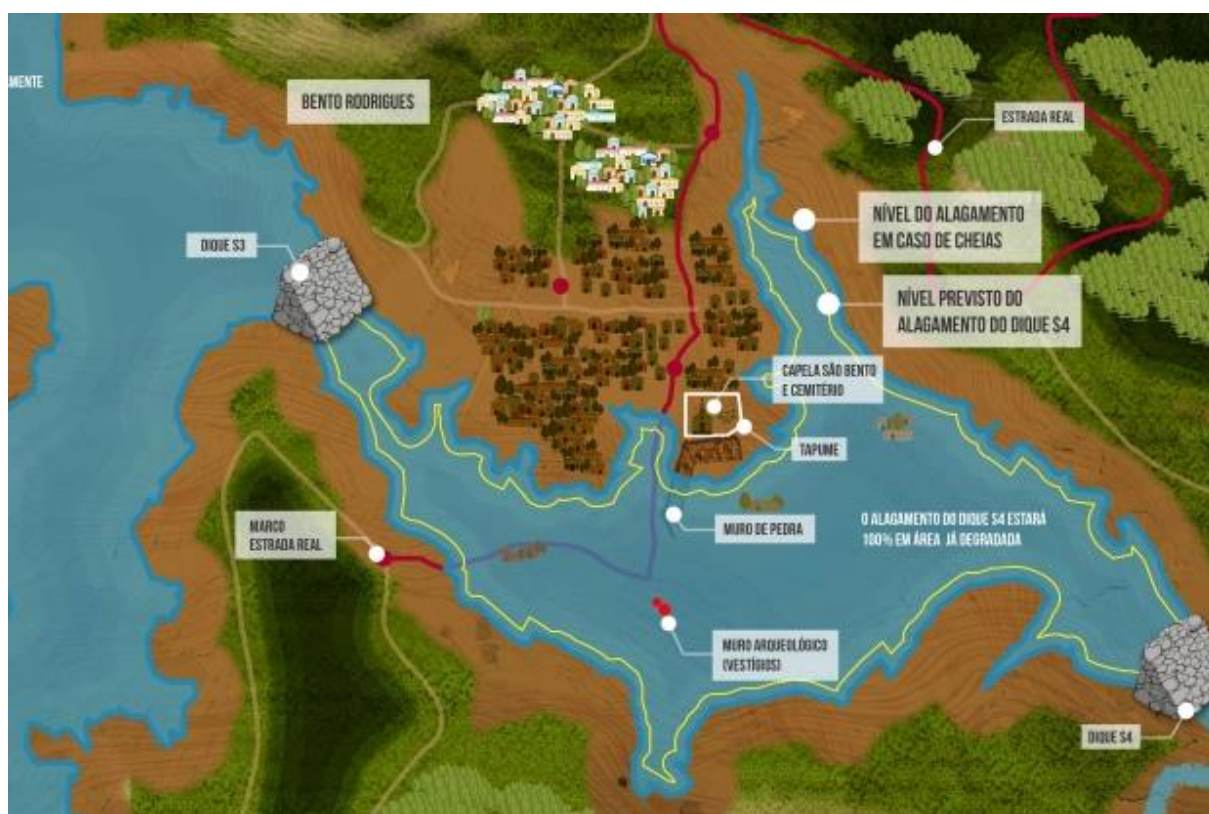 MENTE
BENTO RODRIGUES
ESTRADA REAL
NÍVEL DO ALAGAMENTO
EM CASO DE CHEIAS
DIQUE S3
NÍVEL PREVISTO DO
ALAGAMENTO DO DIQUE S4
CAPELA SÃO BENTO
E CEMITÉRIO
TAPUME
MARCO
ESTRADA REAL
MURO DE PEDRA
O ALAGAMENTO DO DIQUE S4 ESTARÁ
100% EM ÁREA JÁ DEGRADADA
MURO ARQUEOLÓGICO
(VESTÍGIOS)
DIQUE S4